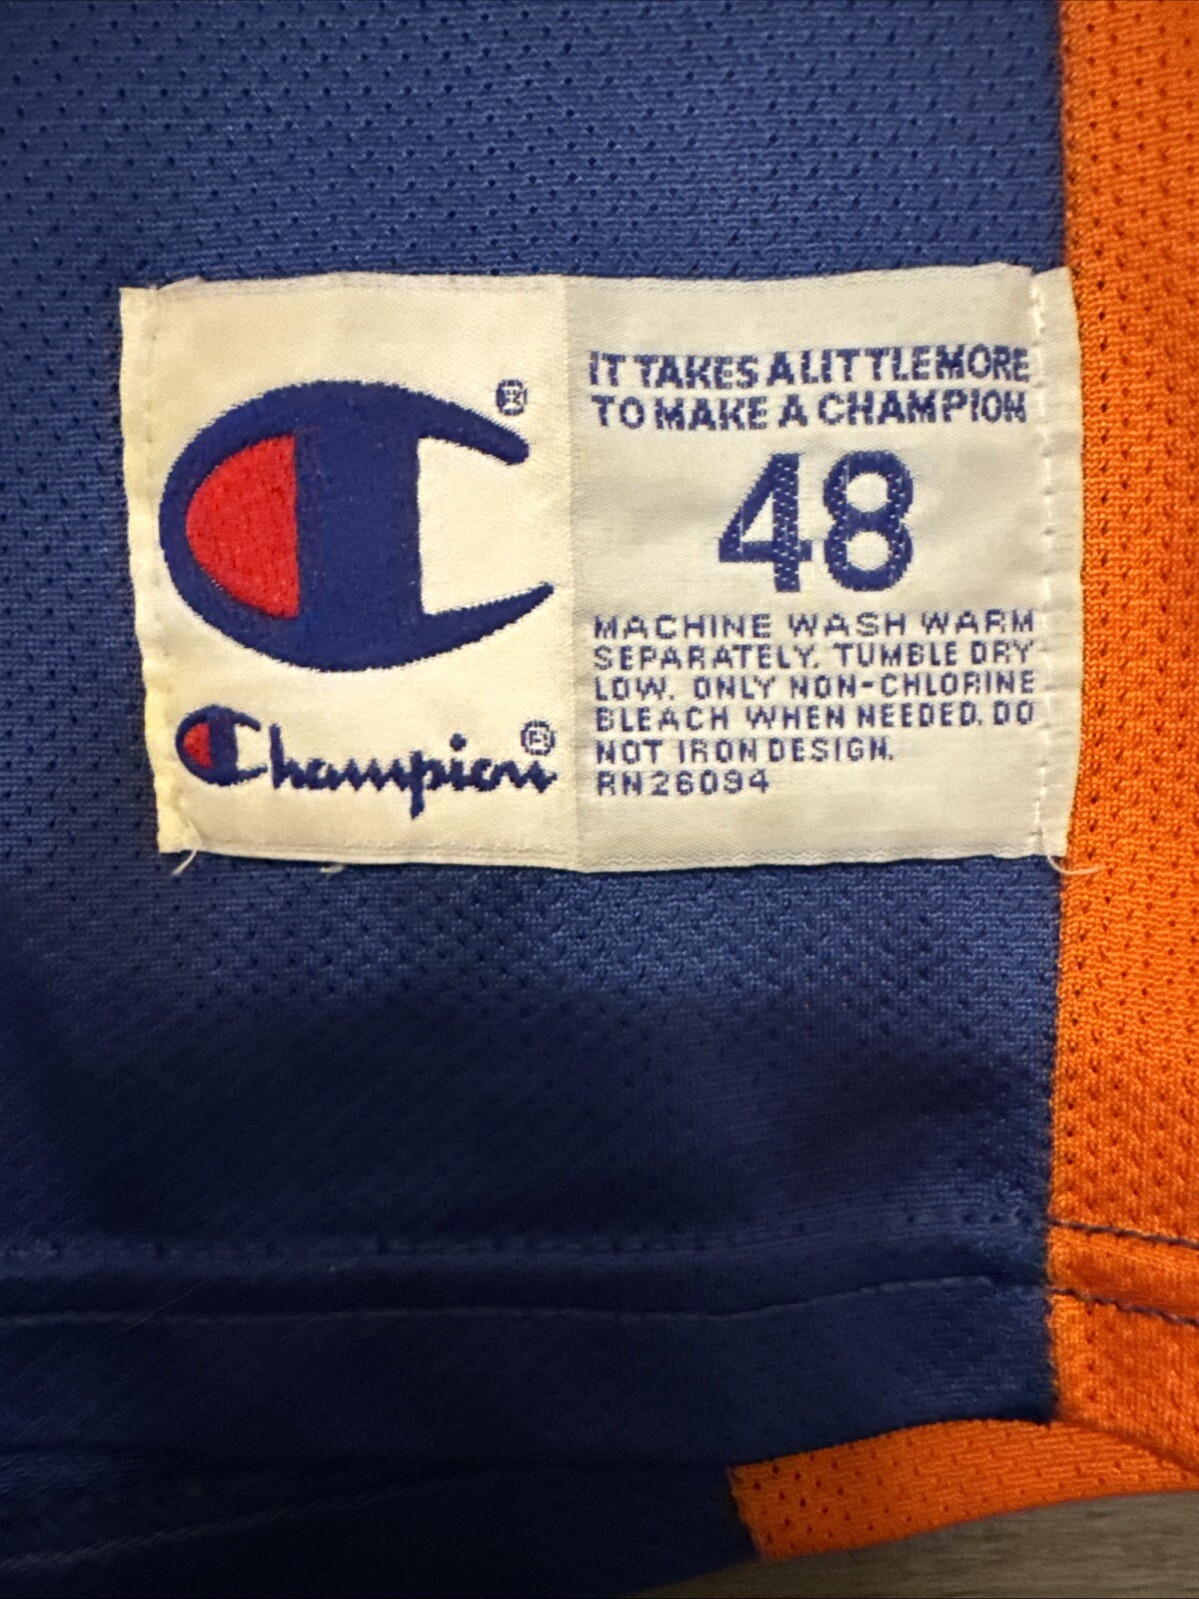 IT TAKES A LITTLE MORE
TO MAKE A CHAMPION
48
MACHINE WASH WARM
SEPARATELY. TUMBLE DRY
LOW. ONLY NON-CHLORINE
BLEACH WHEN NEEDED. DO
NOT IRON DESIGN.
RN26094
®
Champion®